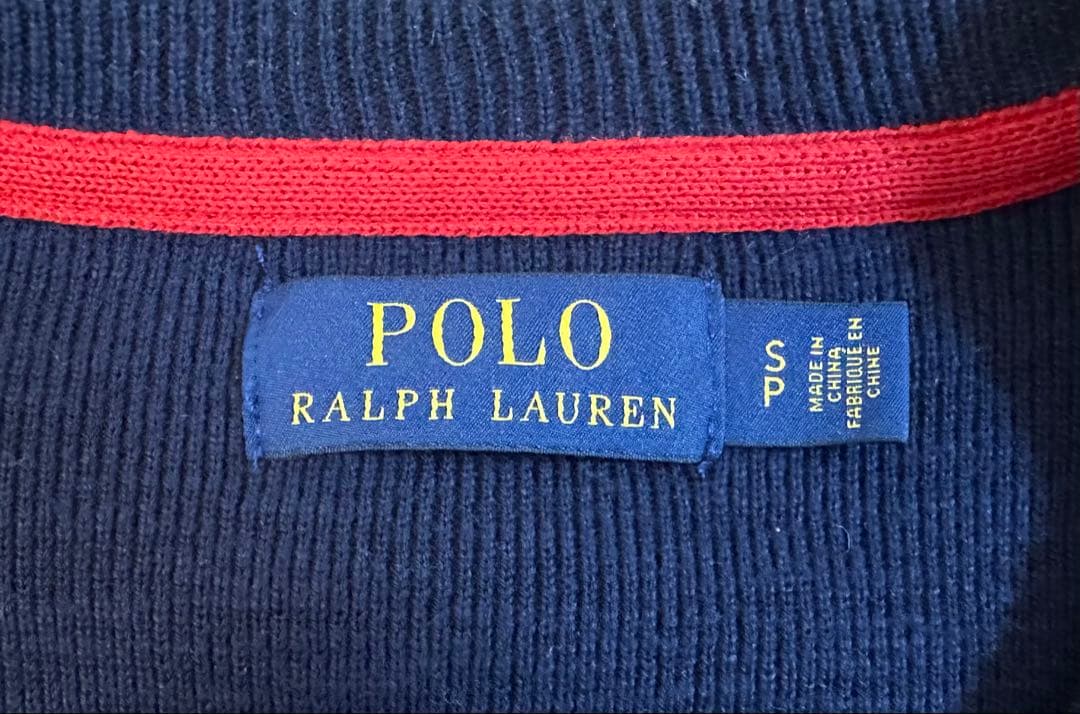 POLO
RALPH LAUREN
S
P
MADE IN
CHINA
FABRIQUÉ EN
CHINE